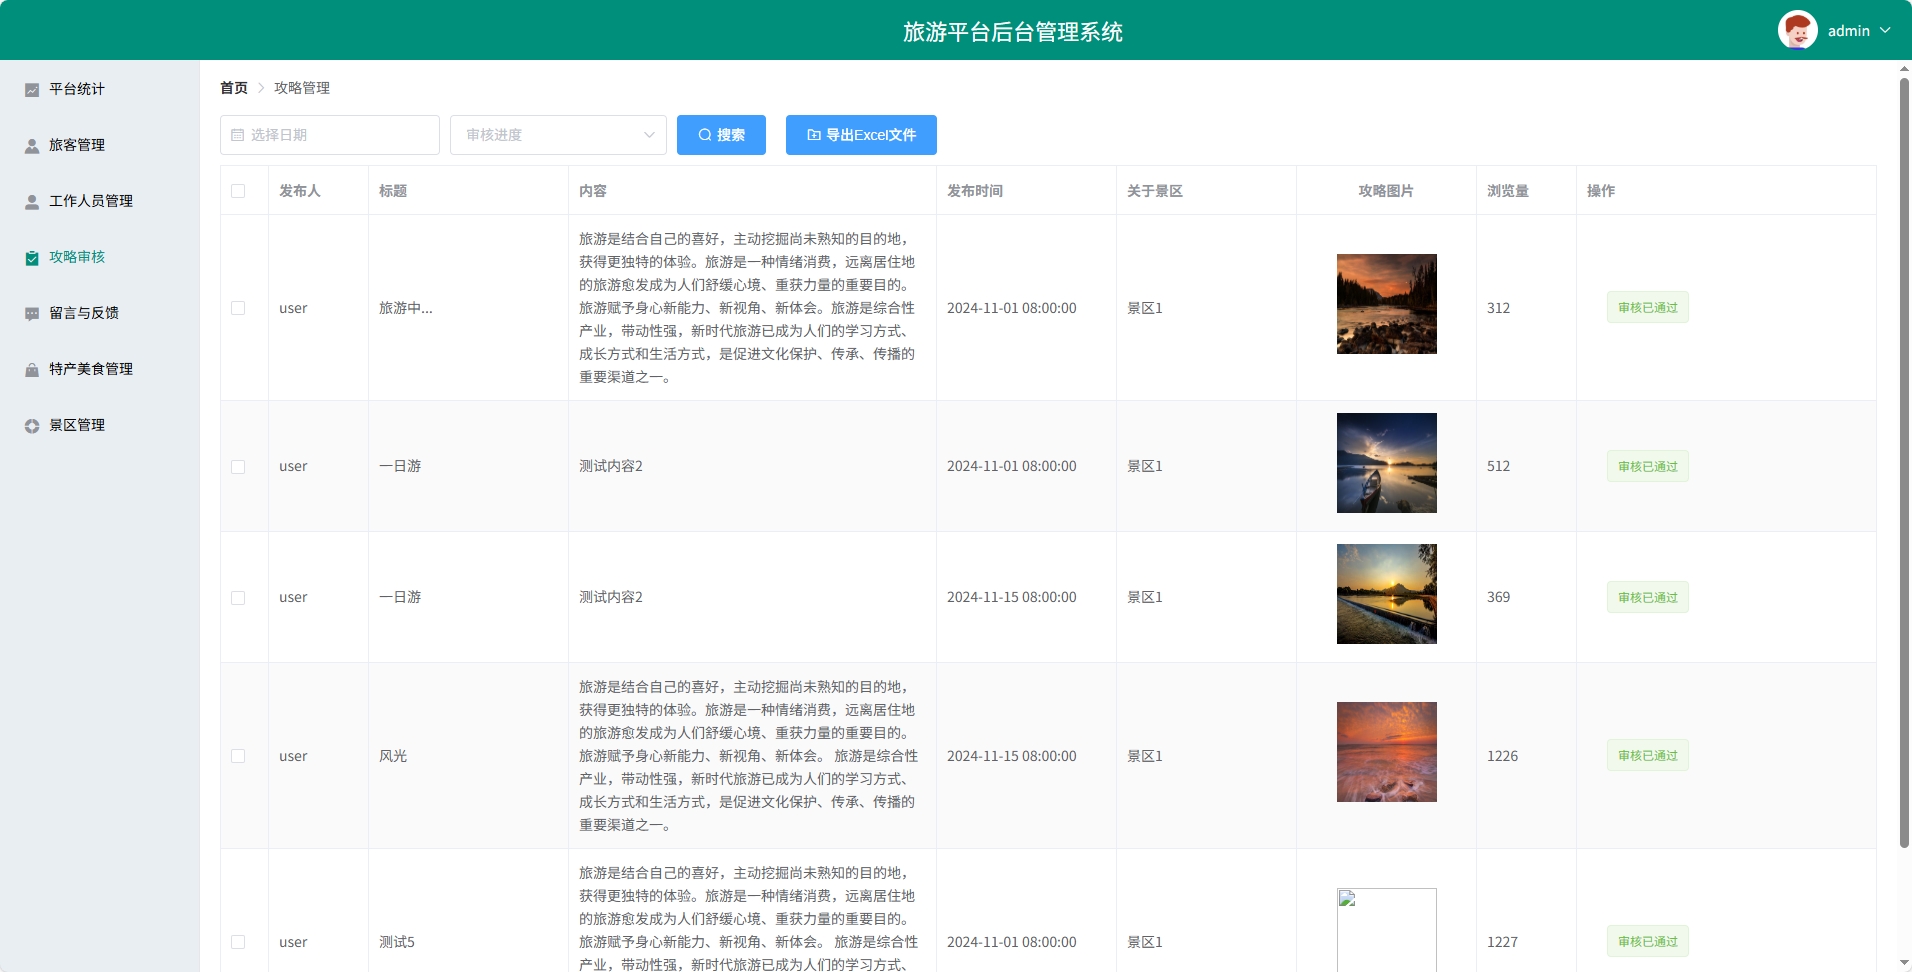 旅游平台后台管理系统
admin
平台统计
旅客管理
工作人员管理
攻略审核
留言与反馈
特产美食管理
景区管理
首页
攻略管理
选择日期
审核进度
搜索
导出Excel文件
发布人
标题
内容
发布时间
关于景区
攻略图片
浏览量
操作
user
旅游中...
旅游是结合自己的喜好，主动挖掘尚未熟知的目的地，
获得更独特的体验。旅游是一种情绪消费，远离居住地
的旅游愈发成为人们舒缓心境、重获力量的重要目的。
旅游赋予身心新能力、新视角、新体会。旅游是综合性
产业，带动性强，新时代旅游已成为人们的学习方式、
成长方式和生活方式，是促进文化保护、传承、传播的
重要渠道之一。
2024-11-01 08:00:00
景区1
312
审核已通过
user
一日游
测试内容2
2024-11-01 08:00:00
景区1
512
审核已通过
user
一日游
测试内容2
2024-11-15 08:00:00
景区1
369
审核已通过
user
风光
旅游是结合自己的喜好，主动挖掘尚未熟知的目的地，
获得更独特的体验。旅游是一种情绪消费，远离居住地
的旅游愈发成为人们舒缓心境、重获力量的重要目的。
旅游赋予身心新能力、新视角、新体会。 旅游是综合性
产业，带动性强，新时代旅游已成为人们的学习方式、
成长方式和生活方式，是促进文化保护、传承、传播的
重要渠道之一。
2024-11-15 08:00:00
景区1
1226
审核已通过
user
测试5
旅游是结合自己的喜好，主动挖掘尚未熟知的目的地，
获得更独特的体验。旅游是一种情绪消费，远离居住地
的旅游愈发成为人们舒缓心境、重获力量的重要目的。
旅游赋予身心新能力、新视角、新体会。 旅游是综合性
产业，带动性强，新时代旅游已成为人们的学习方式、
2024-11-01 08:00:00
景区1
1227
审核已通过